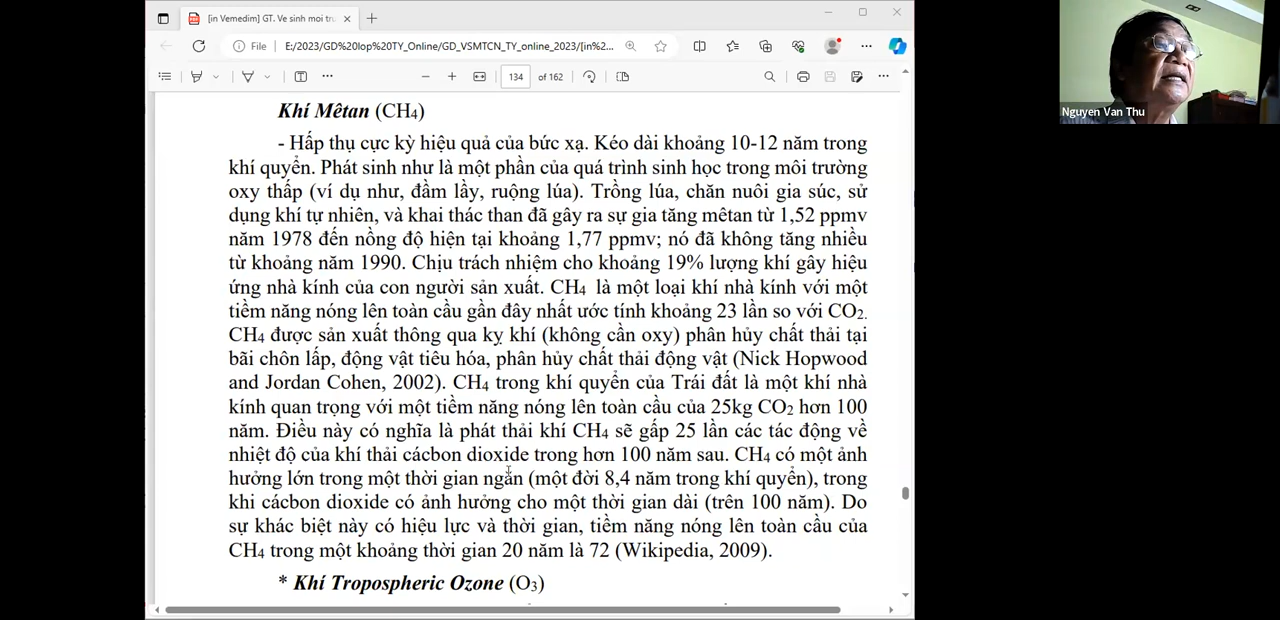 [in Vemedim] GT. Ve sinh moi tru
File E:/2023/GD%20lop%20TY_Online/GD_VSMTCN_TY_online_2023/[in%2...
134 of 162
Khí Mêtan (CH4)
- Hấp thụ cực kỳ hiệu quả của bức xạ. Kéo dài khoảng 10-12 năm trong
khí quyển. Phát sinh như là một phần của quá trình sinh học trong môi trường
oxy thấp (ví dụ như, đầm lầy, ruộng lúa). Trồng lúa, chăn nuôi gia súc, sử
dụng khí tự nhiên, và khai thác than đã gây ra sự gia tăng mêtan từ 1,52 ppmv
năm 1978 đến nồng độ hiện tại khoảng 1,77 ppmv; nó đã không tăng nhiều
từ khoảng năm 1990. Chịu trách nhiệm cho khoảng 19% lượng khí gây hiệu
ứng nhà kính của con người sản xuất. CH4 là một loại khí nhà kính với một
tiềm năng nóng lên toàn cầu gần đây nhất ước tính khoảng 23 lần so với CO2.
CH4 được sản xuất thông qua kỵ khí (không cần oxy) phân hủy chất thải tại
bãi chôn lấp, động vật tiêu hóa, phân hủy chất thải động vật (Nick Hopwood
and Jordan Cohen, 2002). CH4 trong khí quyển của Trái đất là một khí nhà
kính quan trọng với một tiềm năng nóng lên toàn cầu của 25kg CO2 hơn 100
năm. Điều này có nghĩa là phát thải khí CH4 sẽ gấp 25 lần các tác động về
nhiệt độ của khí thải cácbon dioxide trong hơn 100 năm sau. CH4 có một ảnh
hưởng lớn trong một thời gian ngắn (một đời 8,4 năm trong khí quyển), trong
khi cácbon dioxide có ảnh hưởng cho một thời gian dài (trên 100 năm). Do
sự khác biệt này có hiệu lực và thời gian, tiềm năng nóng lên toàn cầu của
CH4 trong một khoảng thời gian 20 năm là 72 (Wikipedia, 2009).
* Khí Tropospheric Ozone (O3)
Nguyen Van Thu